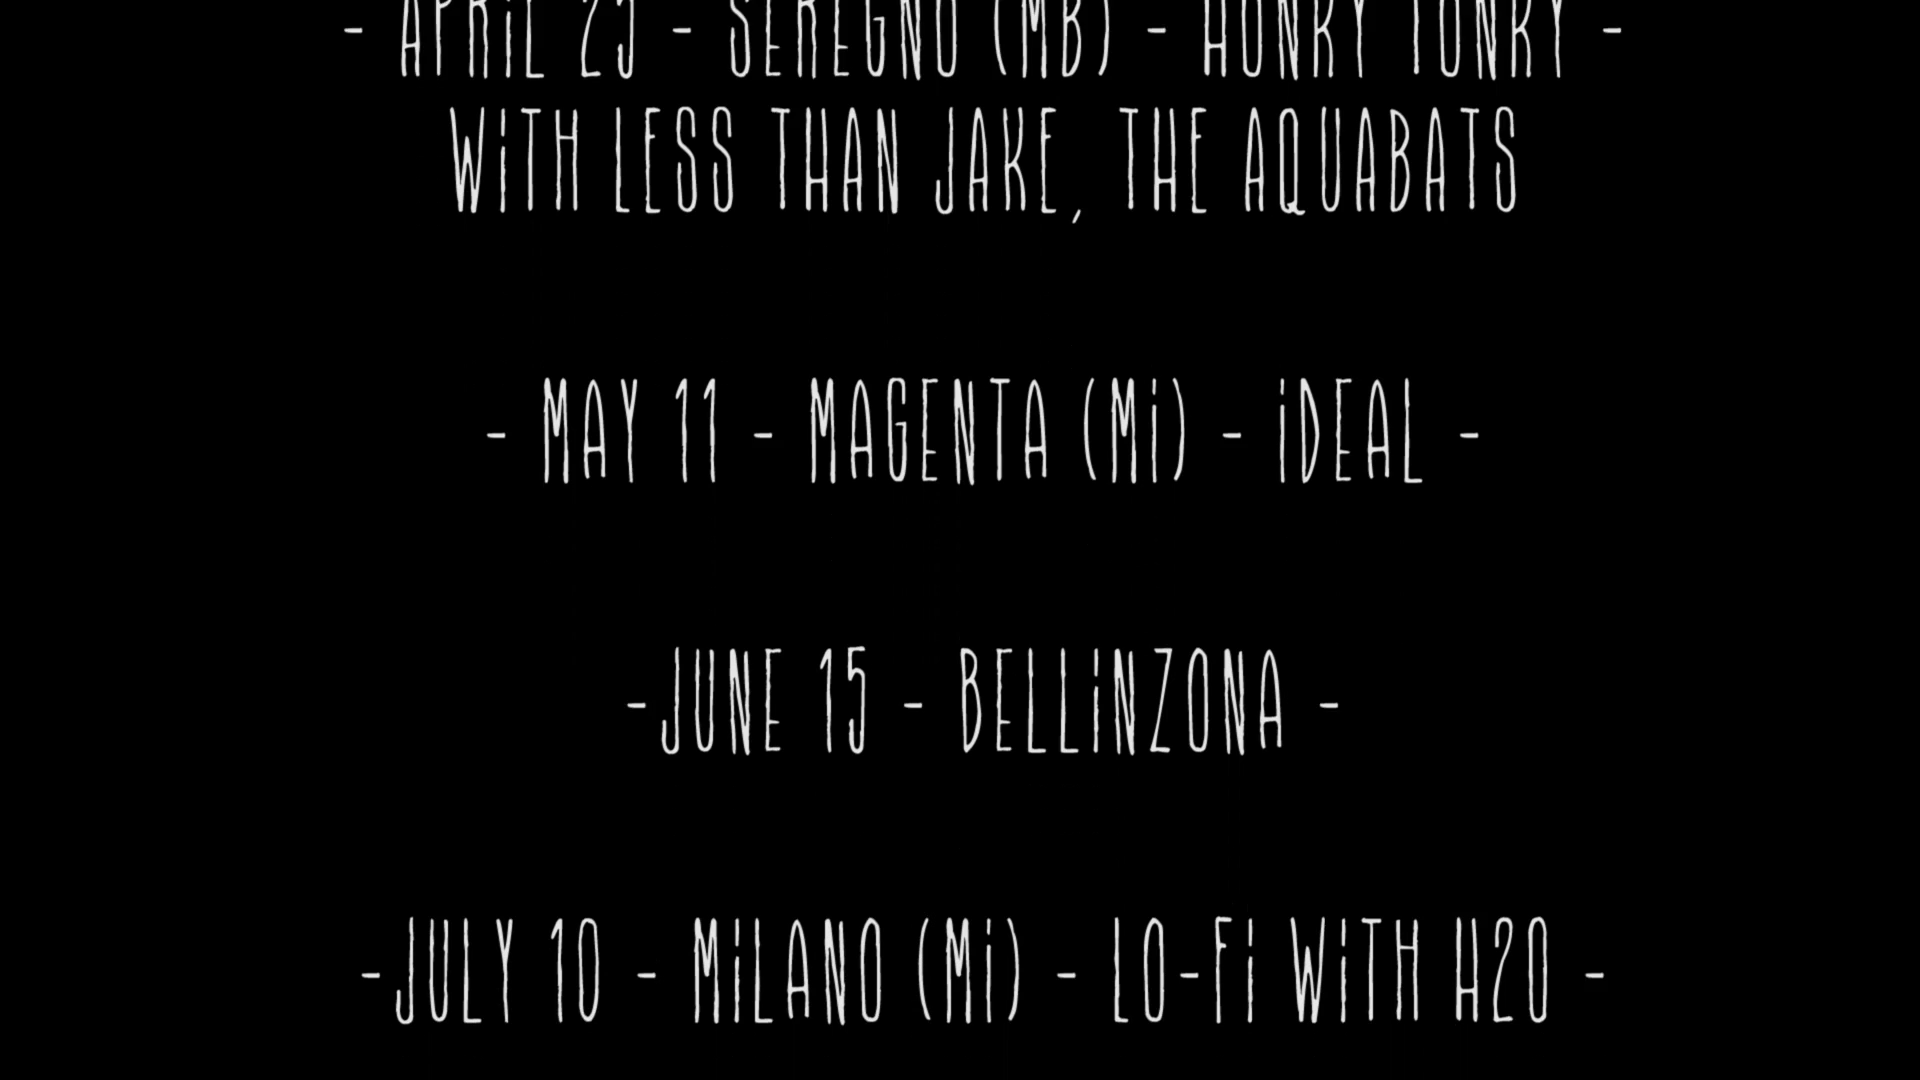 - APRiL 25 - SEREGNO (MB) - HONKY TONKY -
WiTH LESS THAN JAKE, THE AQUABATS
- MAY 11 - MAGENTA (Mi) - iDEAL -
-JUNE 15 - BELLiNZONA -
-JULY 10 - MiLANO (Mi) - LO-Fi WiTH H2O -